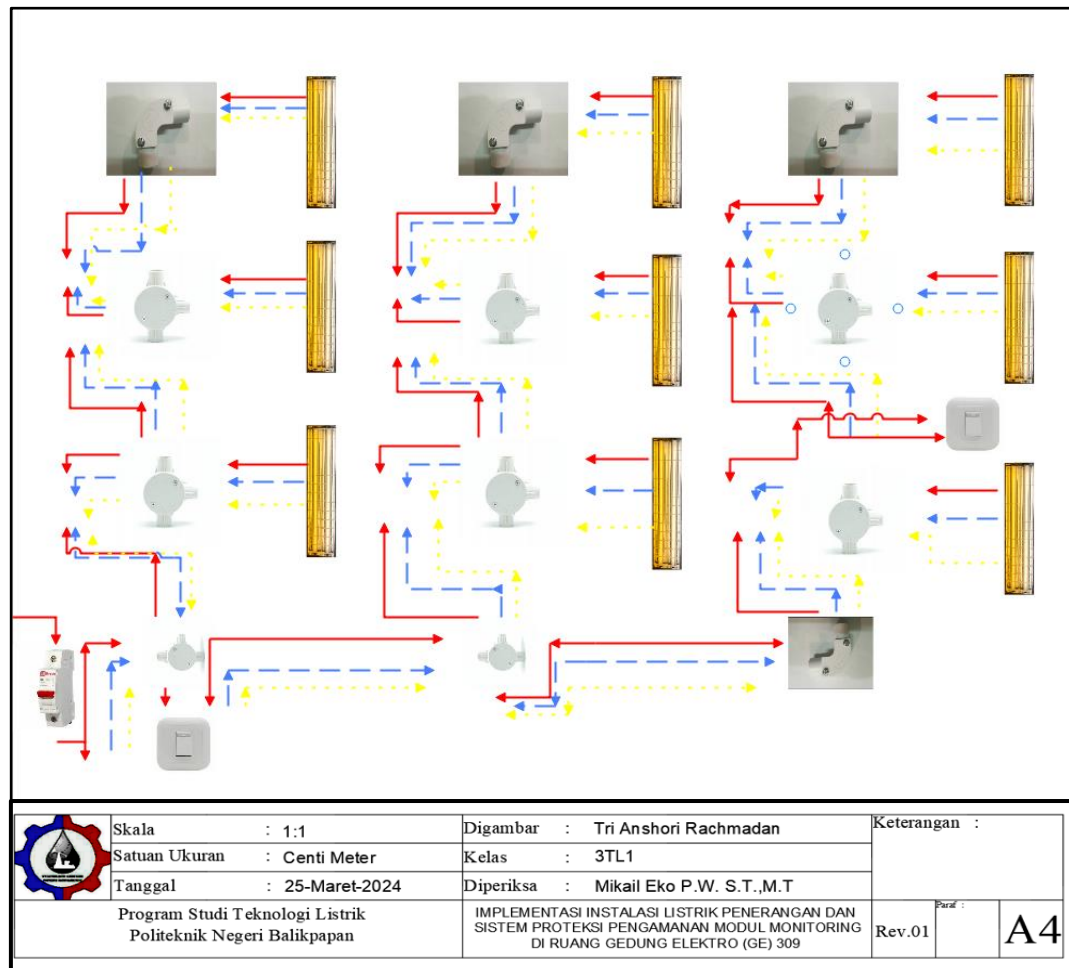 Skala : 1:1
Satuan Ukuran : Centi Meter
Tanggal : 25-Maret-2024
Digambar : Tri Anshori Rachmadan
Kelas : 3TL1
Diperiksa : Mikail Eko P.W. S.T.,M.T
Keterangan :
Program Studi Teknologi Listrik
Politeknik Negeri Balikpapan
IMPLEMENTASI INSTALASI LISTRIK PENERANGAN DAN
SISTEM PROTEKSI PENGAMANAN MODUL MONITORING
DI RUANG GEDUNG ELEKTRO (GE) 309
Rev.01
Paraf :
A4